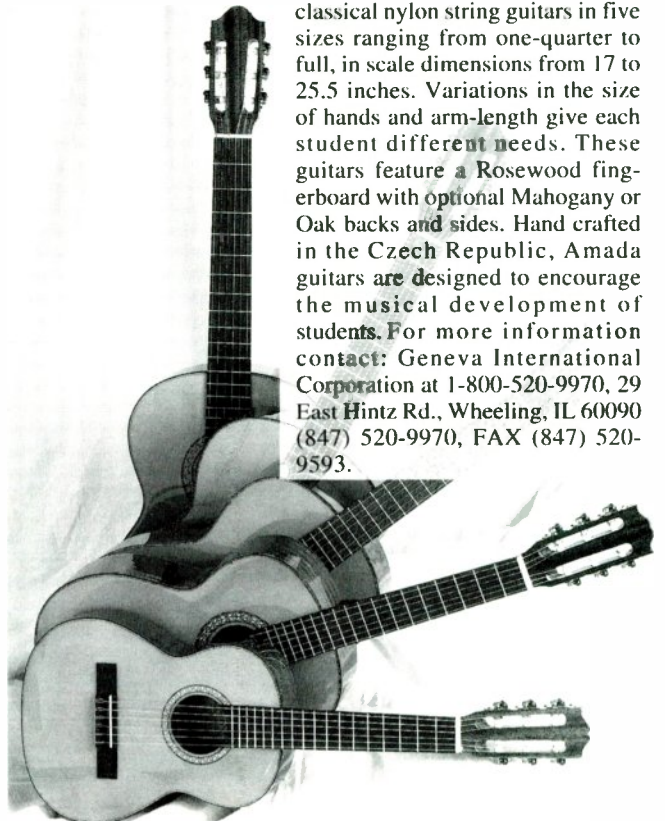 classical nylon string guitars in five
sizes ranging from one-quarter to
full, in scale dimensions from 17 to
25.5 inches. Variations in the size
of hands and arm-length give each
student different needs. These
guitars feature a Rosewood fing-
erboard with optional Mahogany or
Oak backs and sides. Hand crafted
in the Czech Republic, Amada
guitars are designed to encourage
the musical development of
students. For more information
contact: Geneva International
Corporation at 1-800-520-9970, 29
East Hintz Rd., Wheeling, IL 60090
(847) 520-9970, FAX (847) 520-
9593.